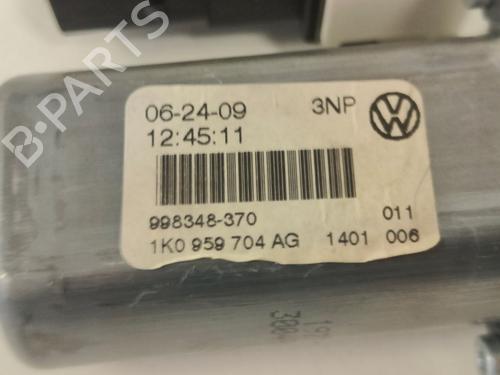 06-24-09 3NP
12:45:11
998348-370 011
1K0 959 704 AG 1401 006
B-PARTS